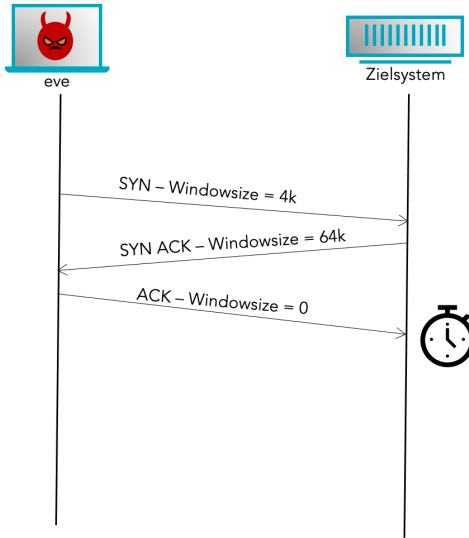 eve
Zielsystem
SYN – Windowsize = 4k
SYN ACK – Windowsize = 64k
ACK – Windowsize = 0